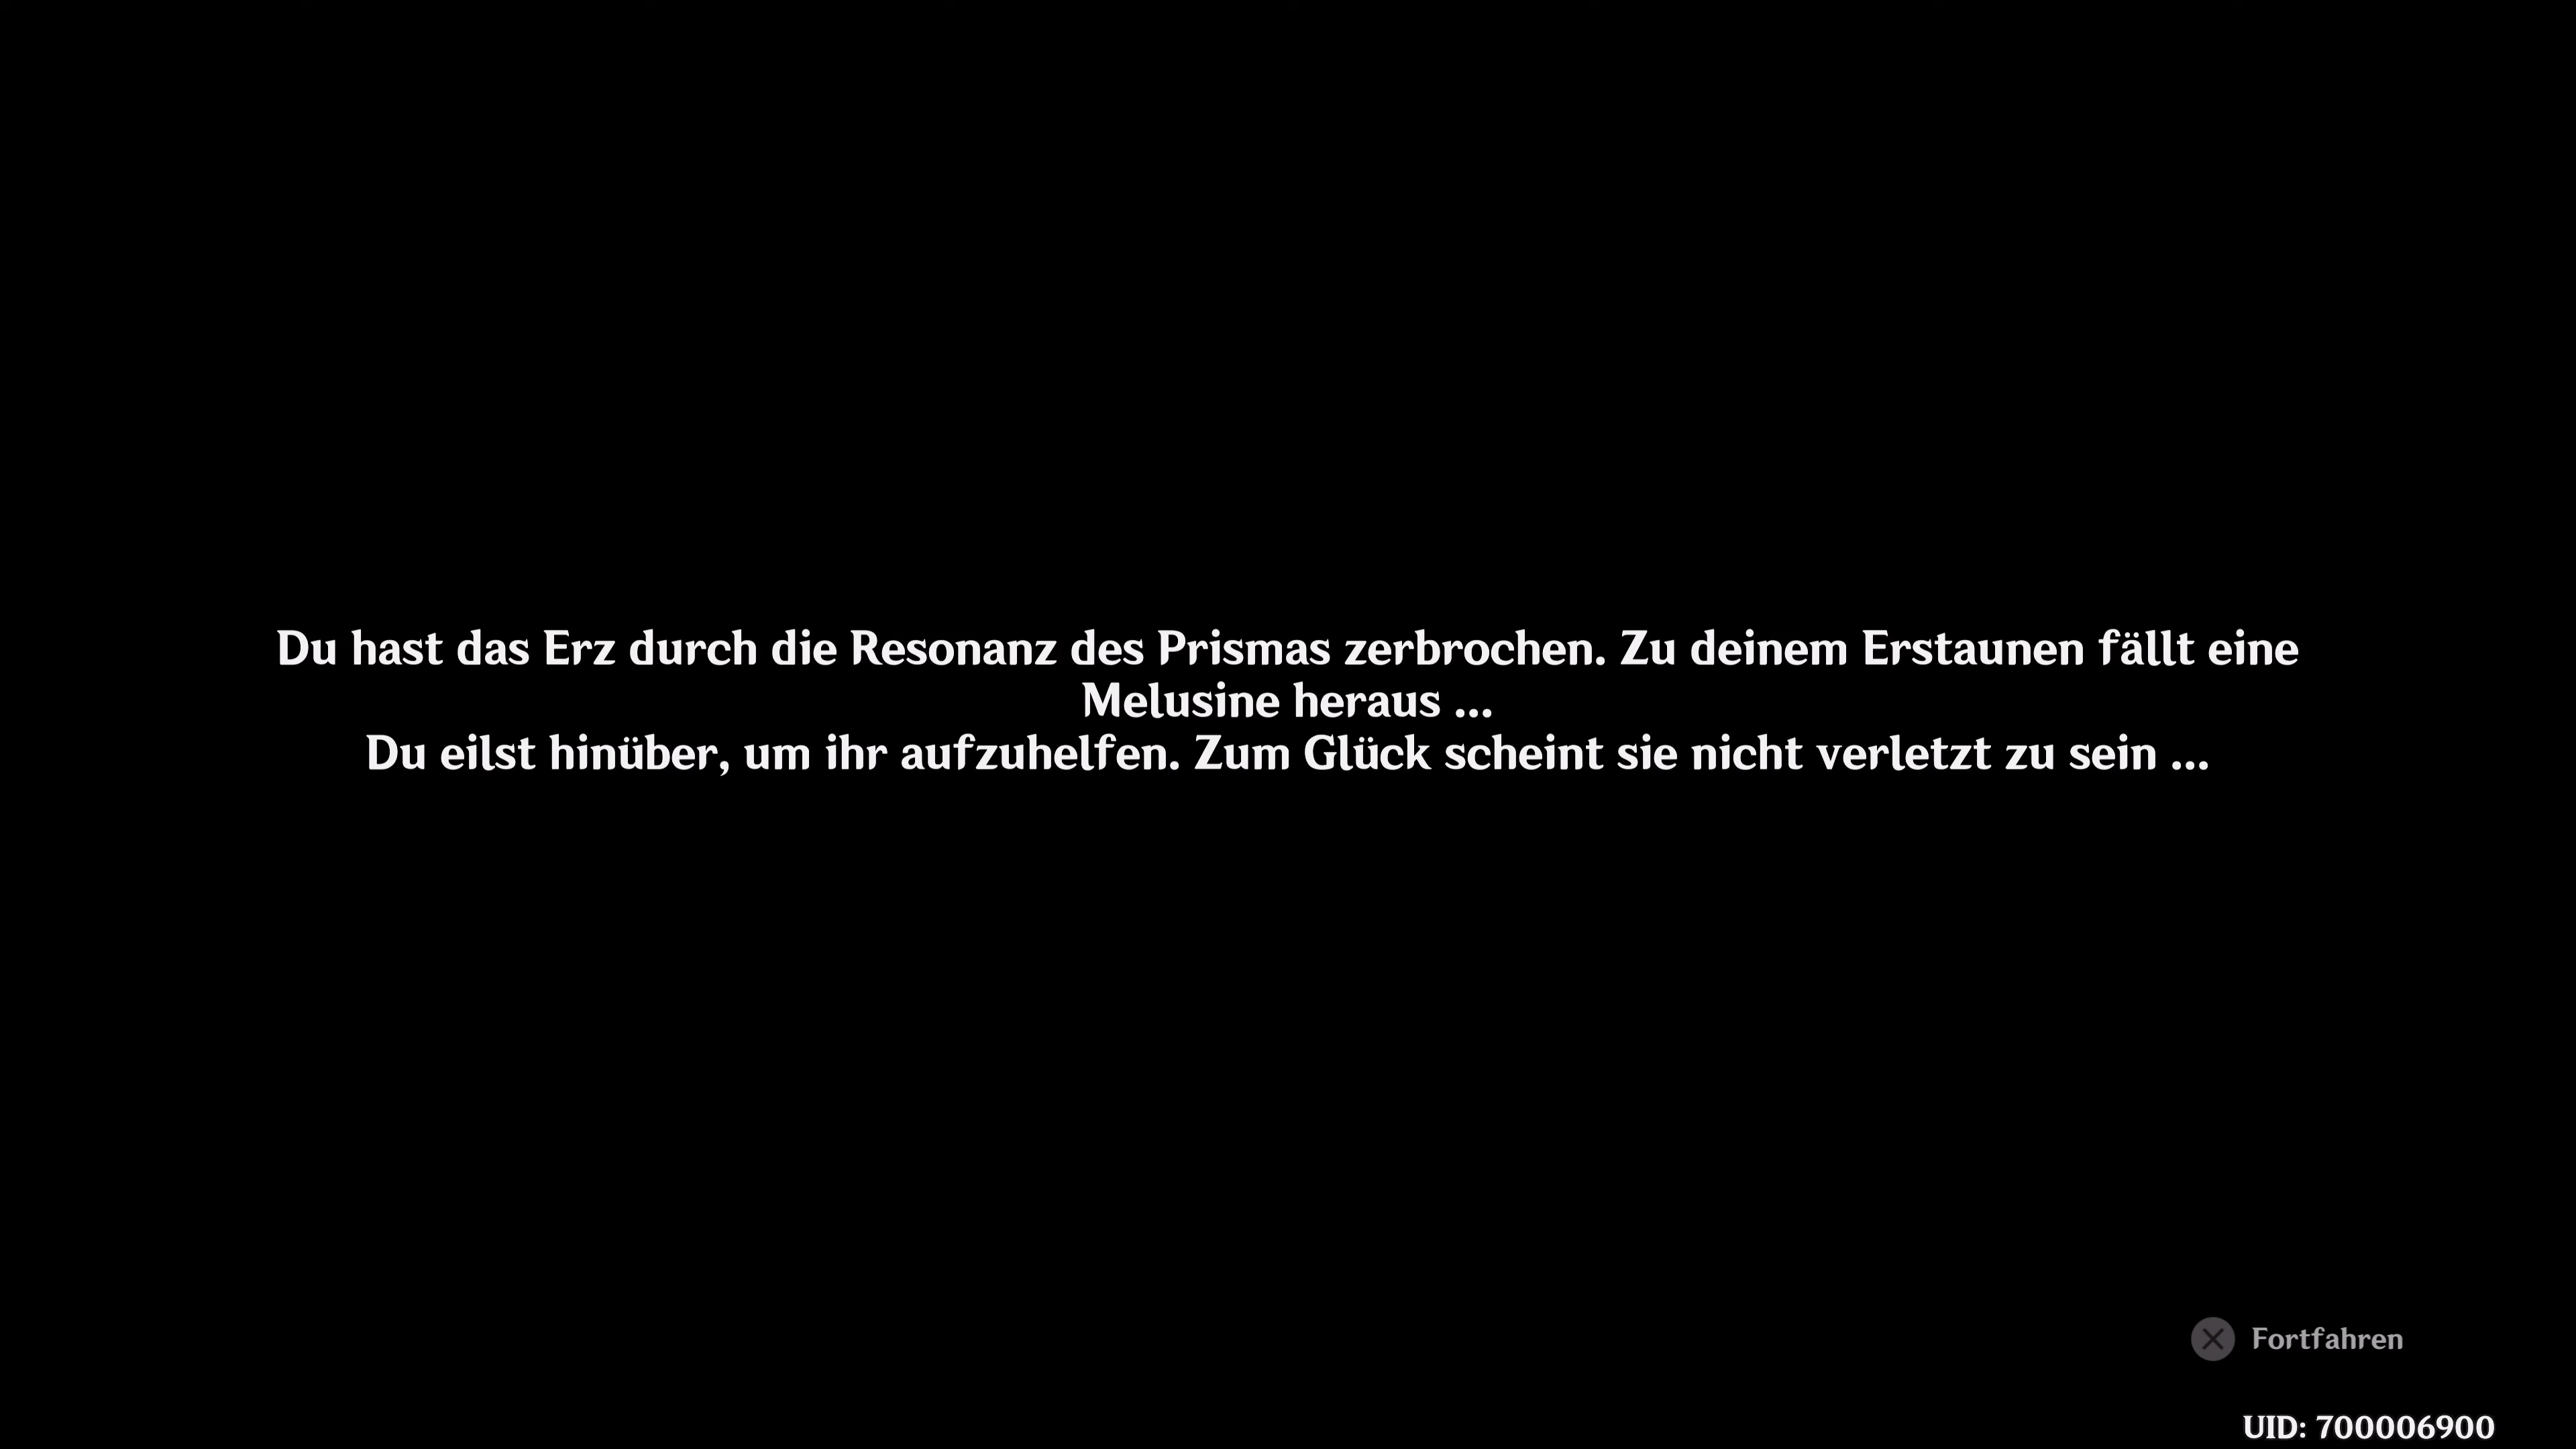 Du hast das Erz durch die Resonanz des Prismas zerbrochen. Zu deinem Erstaunen fällt eine
Melusine heraus ...
Du eilst hinüber, um ihr aufzuhelfen. Zum Glück scheint sie nicht verletzt zu sein ...
Fortfahren
UID: 700006900